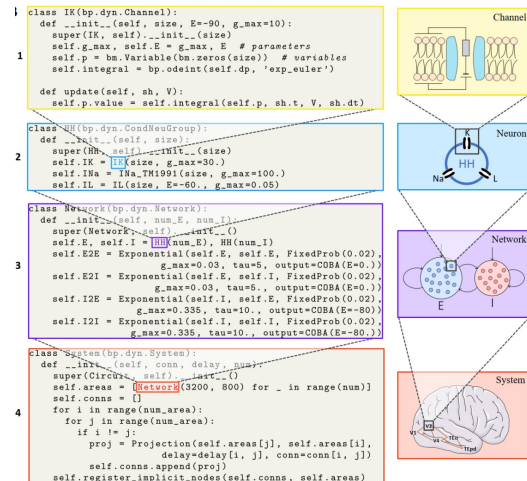 class IK(bp.dyn.Channel):
def __init__(self, size, E=-90, g_max=10):
super(IK, self).__init__(size)
self.g_max, self.E = g_max, E # parameters
self.p = bm.Variable(bm.zeros(size)) # variables
self.integral = bp.odeint(self.dp, 'exp_euler')
1
def update(self, sh, V):
self.p.value = self.integral(self.p, sh.t, V, sh.dt)
Channel
class HH(bp.dyn.CondNeuGroup):
def __init__(self, size):
super(HH, self).__init__(size)
2
self.IK = IK(size, g_max=30.)
self.INa = INa_TM1991(size, g_max=100.)
self.IL = IL(size, E=-60., g_max=0.05)
Neuron
K
HH
Na
L
class Network(bp.dyn.Network):
def __init__(self, num_E, num_I):
super(Network, self).__init__()
self.E, self.I = HH(num_E), HH(num_I)
self.E2E = Exponential(self.E, self.E, FixedProb(0.02),
g_max=0.03, tau=5, output=COBA(E=0.))
3
self.E2I = Exponential(self.E, self.I, FixedProb(0.02),
g_max=0.03, tau=5., output=COBA(E=0.))
self.I2E = Exponential(self.I, self.E, FixedProb(0.02),
g_max=0.335, tau=10., output=COBA(E=-80))
self.I2I = Exponential(self.I, self.I, FixedProb(0.02),
g_max=0.335, tau=10., output=COBA(E=-80.))
Network
E
I
class System(bp.dyn.System):
def __init__(self, conn, delay, num):
super(Circuit, self).__init__()
self.areas = [Network(3200, 800) for _ in range(num)]
self.conns = []
4
for i in range(num_area):
for j in range(num_area):
if i != j:
proj = Projection(self.areas[j], self.areas[i],
delay=delay[i, j], conn=conn[i, j])
self.conns.append(proj)
self.register_implicit_nodes(self.conns, self.areas)
System
V1
V4
TEO
TEpd